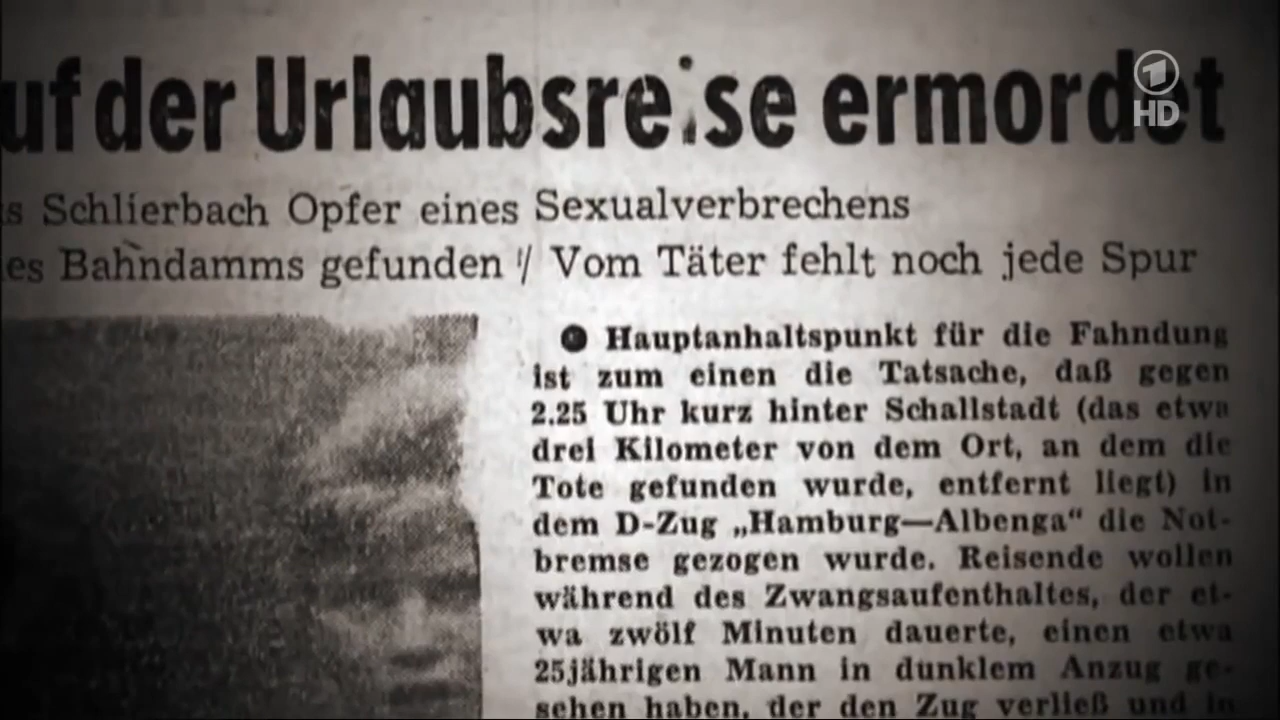 uf der Urlaubsreise ermordet
1
HD
s Schlierbach Opfer eines Sexualverbrechens
es Bahndamms gefunden / Vom Täter fehlt noch jede Spur
● Hauptanhaltspunkt für die Fahndung
ist zum einen die Tatsache, daß gegen
2.25 Uhr kurz hinter Schallstadt (das etwa
drei Kilometer von dem Ort, an dem die
Tote gefunden wurde, entfernt liegt) in
dem D-Zug „Hamburg—Albenga“ die Not-
bremse gezogen wurde. Reisende wollen
während des Zwangsaufenthaltes, der et-
wa zwölf Minuten dauerte, einen etwa
25jährigen Mann in dunklem Anzug ge-
sehen haben, der den Zug verließ und in